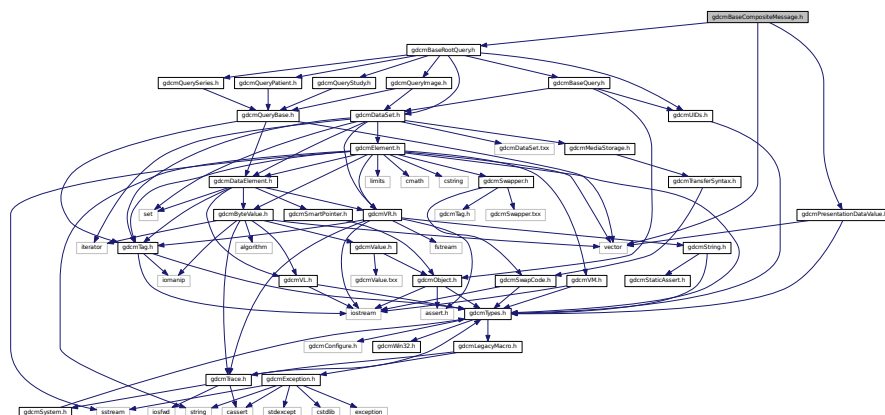 gdcmBaseCompositeMessage.h
gdcmBaseRootQuery.h
gdcmQuerySeries.h
gdcmQueryPatient.h
gdcmQueryStudy.h
gdcmQueryImage.h
gdcmBaseQuery.h
gdcmQueryBase.h
gdcmDataSet.h
gdcmUIDs.h
gdcmElement.h
gdcmDataSet.txx
gdcmMediaStorage.h
gdcmDataElement.h
limits
cmath
cstring
gdcmSwapper.h
gdcmTransferSyntax.h
set
gdcmByteValue.h
gdcmSmartPointer.h
gdcmVR.h
gdcmTag.h
gdcmSwapper.txx
gdcmPresentationDataValue.h
iterator
gdcmTag.h
algorithm
gdcmValue.h
fstream
vector
gdcmString.h
iomanip
gdcmVL.h
gdcmValue.txx
gdcmObject.h
gdcmSwapCode.h
gdcmVM.h
gdcmStaticAssert.h
iostream
assert.h
gdcmTypes.h
gdcmConfigure.h
gdcmWin32.h
gdcmLegacyMacro.h
gdcmTrace.h
gdcmException.h
gdcmSystem.h
sstream
iosfwd
string
cassert
stdexcept
cstdlib
exception